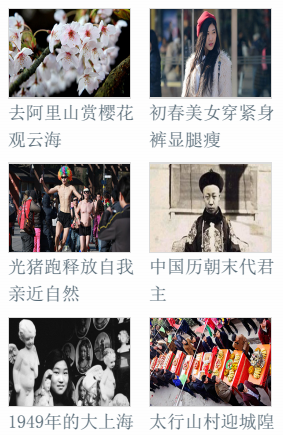 去阿里山赏樱花
观云海
初春美女穿紧身
裤显腿瘦
光猪跑释放自我
亲近自然
中国历朝末代君
主
1949年的大上海
太行山村迎城隍